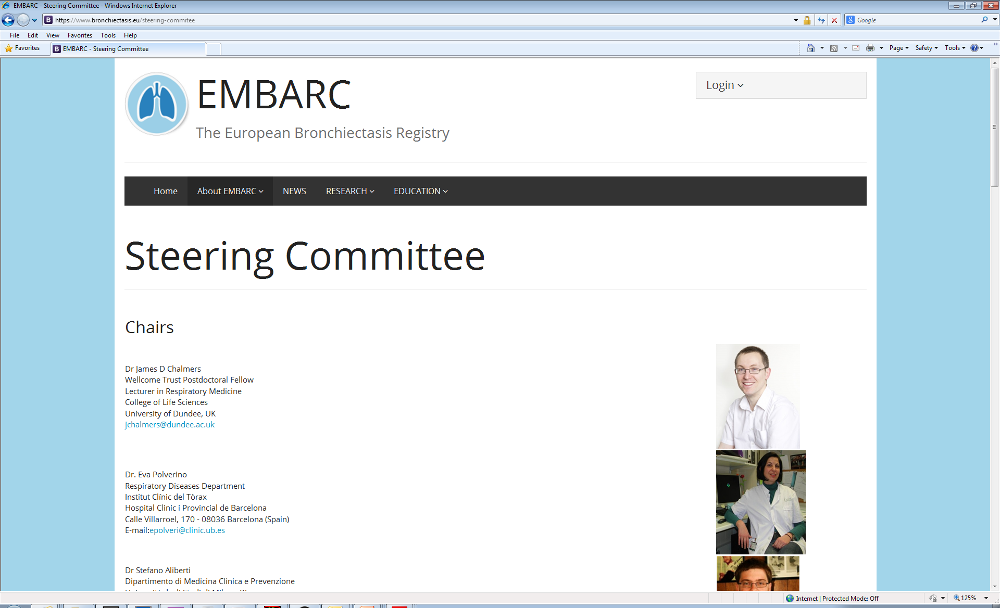 EMBARC - Steering Committee - Windows Internet Explorer
https://www.bronchiectasis.eu/steering-commitee
Google
File Edit View Favorites Tools Help
Favorites
EMBARC - Steering Committee
Page Safety Tools
EMBARC
The European Bronchiectasis Registry
Login
Home About EMBARC NEWS RESEARCH EDUCATION
Steering Committee
Chairs
Dr James D Chalmers
Wellcome Trust Postdoctoral Fellow
Lecturer in Respiratory Medicine
College of Life Sciences
University of Dundee, UK
jchalmers@dundee.ac.uk
Dr. Eva Polverino
Respiratory Diseases Department
Institut Clínic del Tòrax
Hospital Clinic i Provincial de Barcelona
Calle Villarroel, 170 - 08036 Barcelona (Spain)
E-mail:epolveri@clinic.ub.es
Dr Stefano Aliberti
Dipartimento di Medicina Clinica e Prevenzione
Internet | Protected Mode: Off
125%